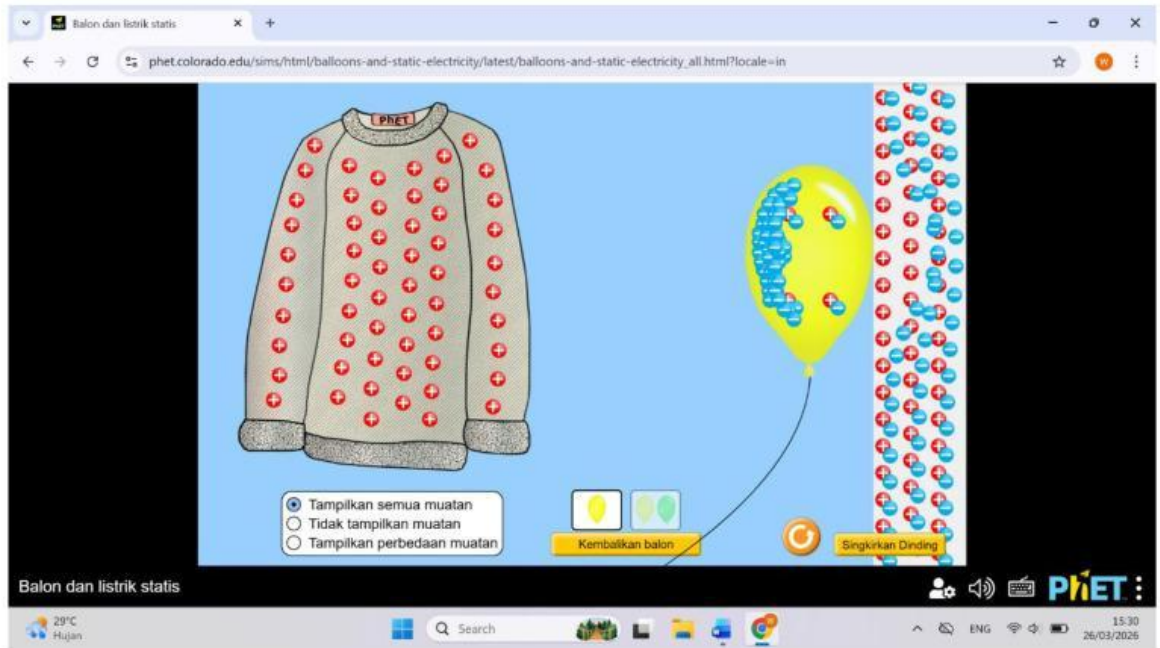 Balon dan listrik statis
phet.colorado.edu/sims/html/balloons-and-static-electricity/latest/balloons-and-static-electricity_all.html?locale=in
W
PhET
Tampilkan semua muatan
Tidak tampilkan muatan
Tampilkan perbedaan muatan
Kembalikan balon
Singkirkan Dinding
Balon dan listrik statis
PhET
29°C
Hujan
Search
ENG
15:30
26/03/2026